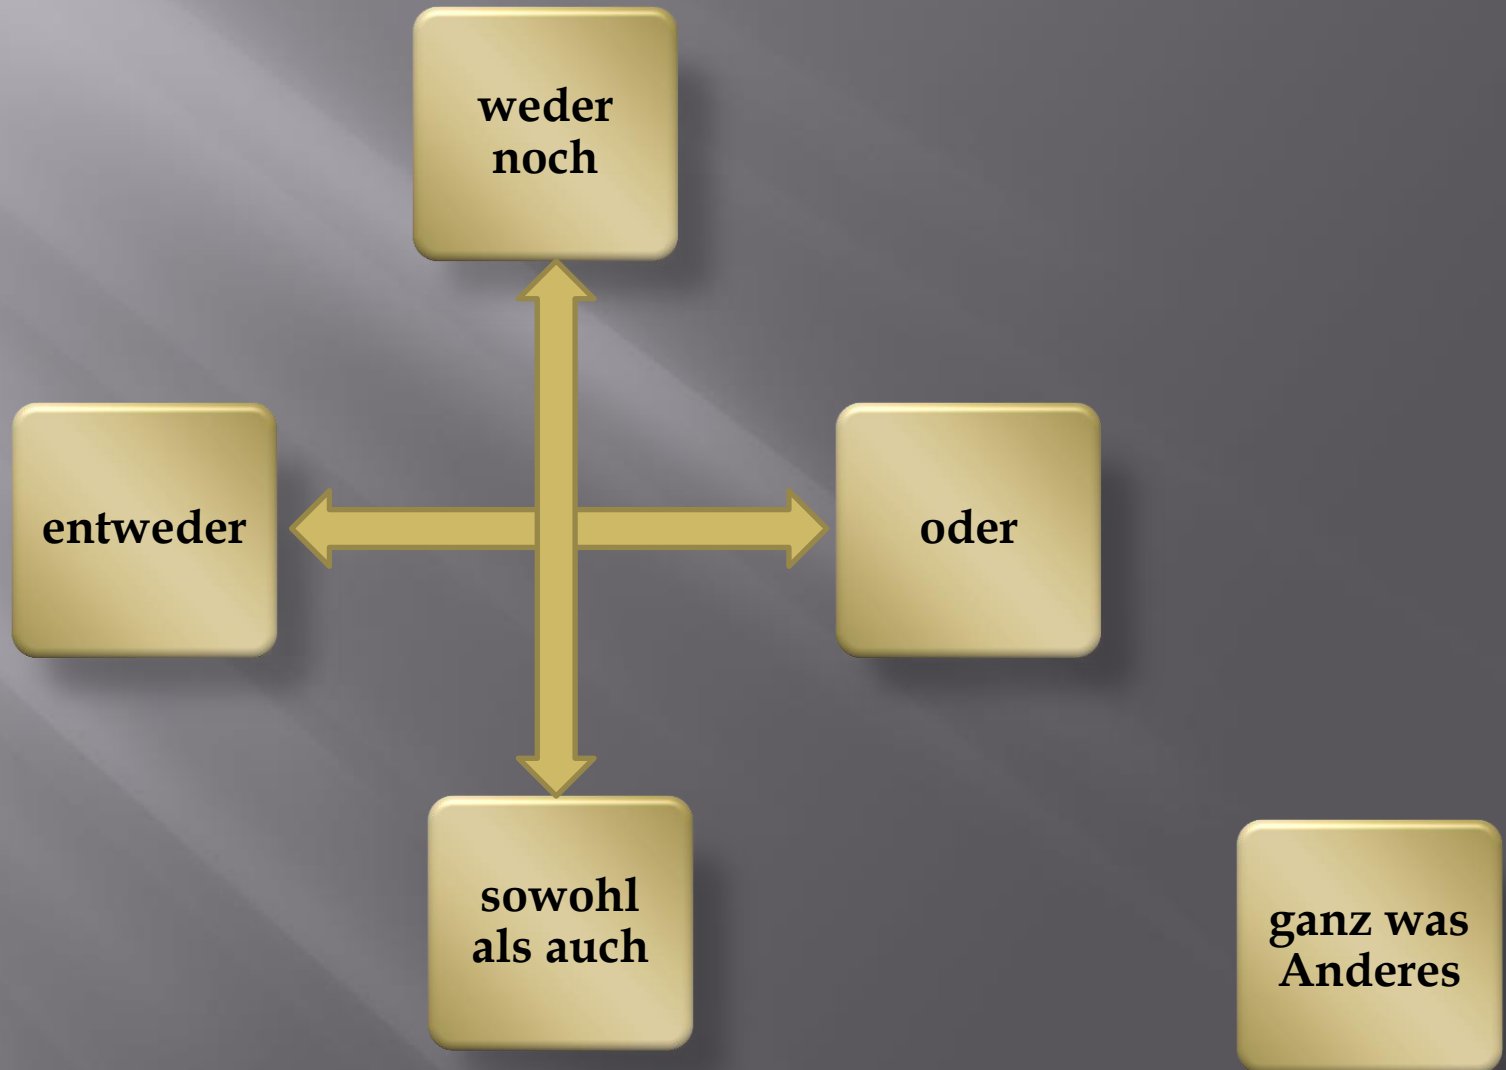 weder
noch
entweder
oder
sowohl
als auch
ganz was
Anderes